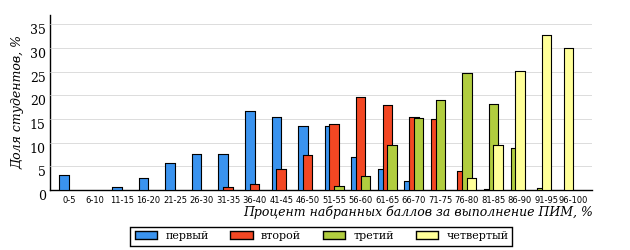 Доля студентов, %
35
30
25
20
15
10
5
0
0-5 6-10 11-15 16-20 21-25 26-30 31-35 36-40 41-45 46-50 51-55 56-60 61-65 66-70 71-75 76-80 81-85 86-90 91-95 96-100
Процент набранных баллов за выполнение ПИМ, %
первый второй третий четвертый